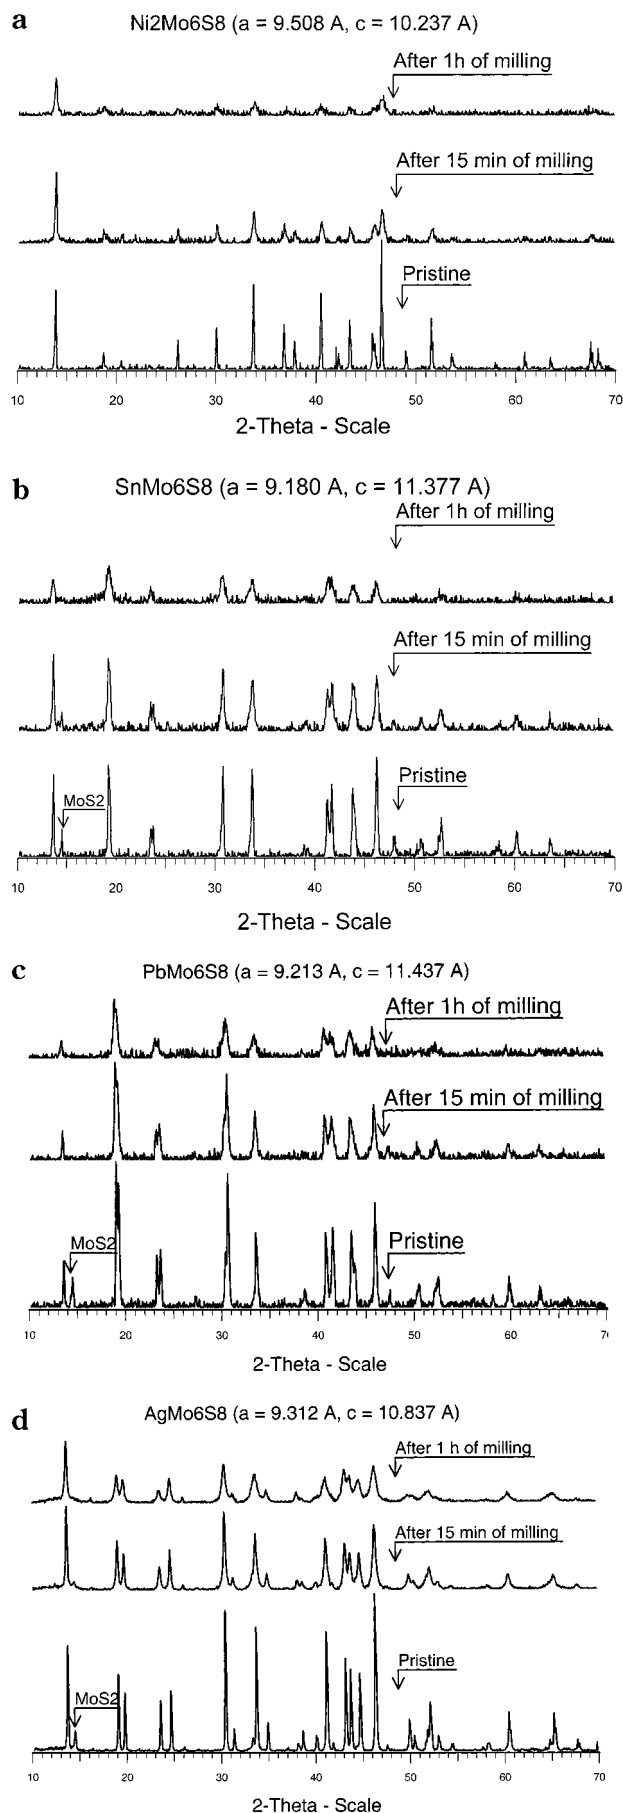 a
Ni2Mo6S8 (a = 9.508 A, c = 10.237 A)
After 1h of milling
After 15 min of milling
Pristine
10 20 30 40 50 60 70
2-Theta - Scale
b
SnMo6S8 (a = 9.180 A, c = 11.377 A)
After 1h of milling
After 15 min of milling
Pristine
MoS2
10 20 30 40 50 60 70
2-Theta - Scale
c
PbMo6S8 (a = 9.213 A, c = 11.437 A)
After 1h of milling
After 15 min of milling
MoS2
Pristine
10 20 30 40 50 60 7(
2-Theta - Scale
d
AgMo6S8 (a = 9.312 A, c = 10.837 A)
After 1 h of milling
After 15 min of milling
Pristine
MoS2
10 20 30 40 50 60 70
2-Theta - Scale